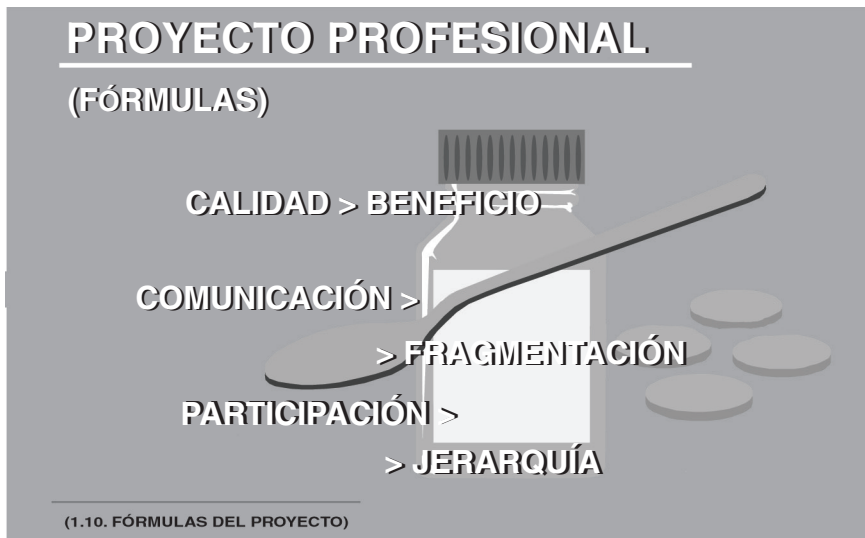 PROYECTO PROFESIONAL
(FÓRMULAS)
CALIDAD > BENEFICIO
COMUNICACIÓN >
> FRAGMENTACIÓN
PARTICIPACIÓN >
> JERARQUÍA
(1.10. FÓRMULAS DEL PROYECTO)